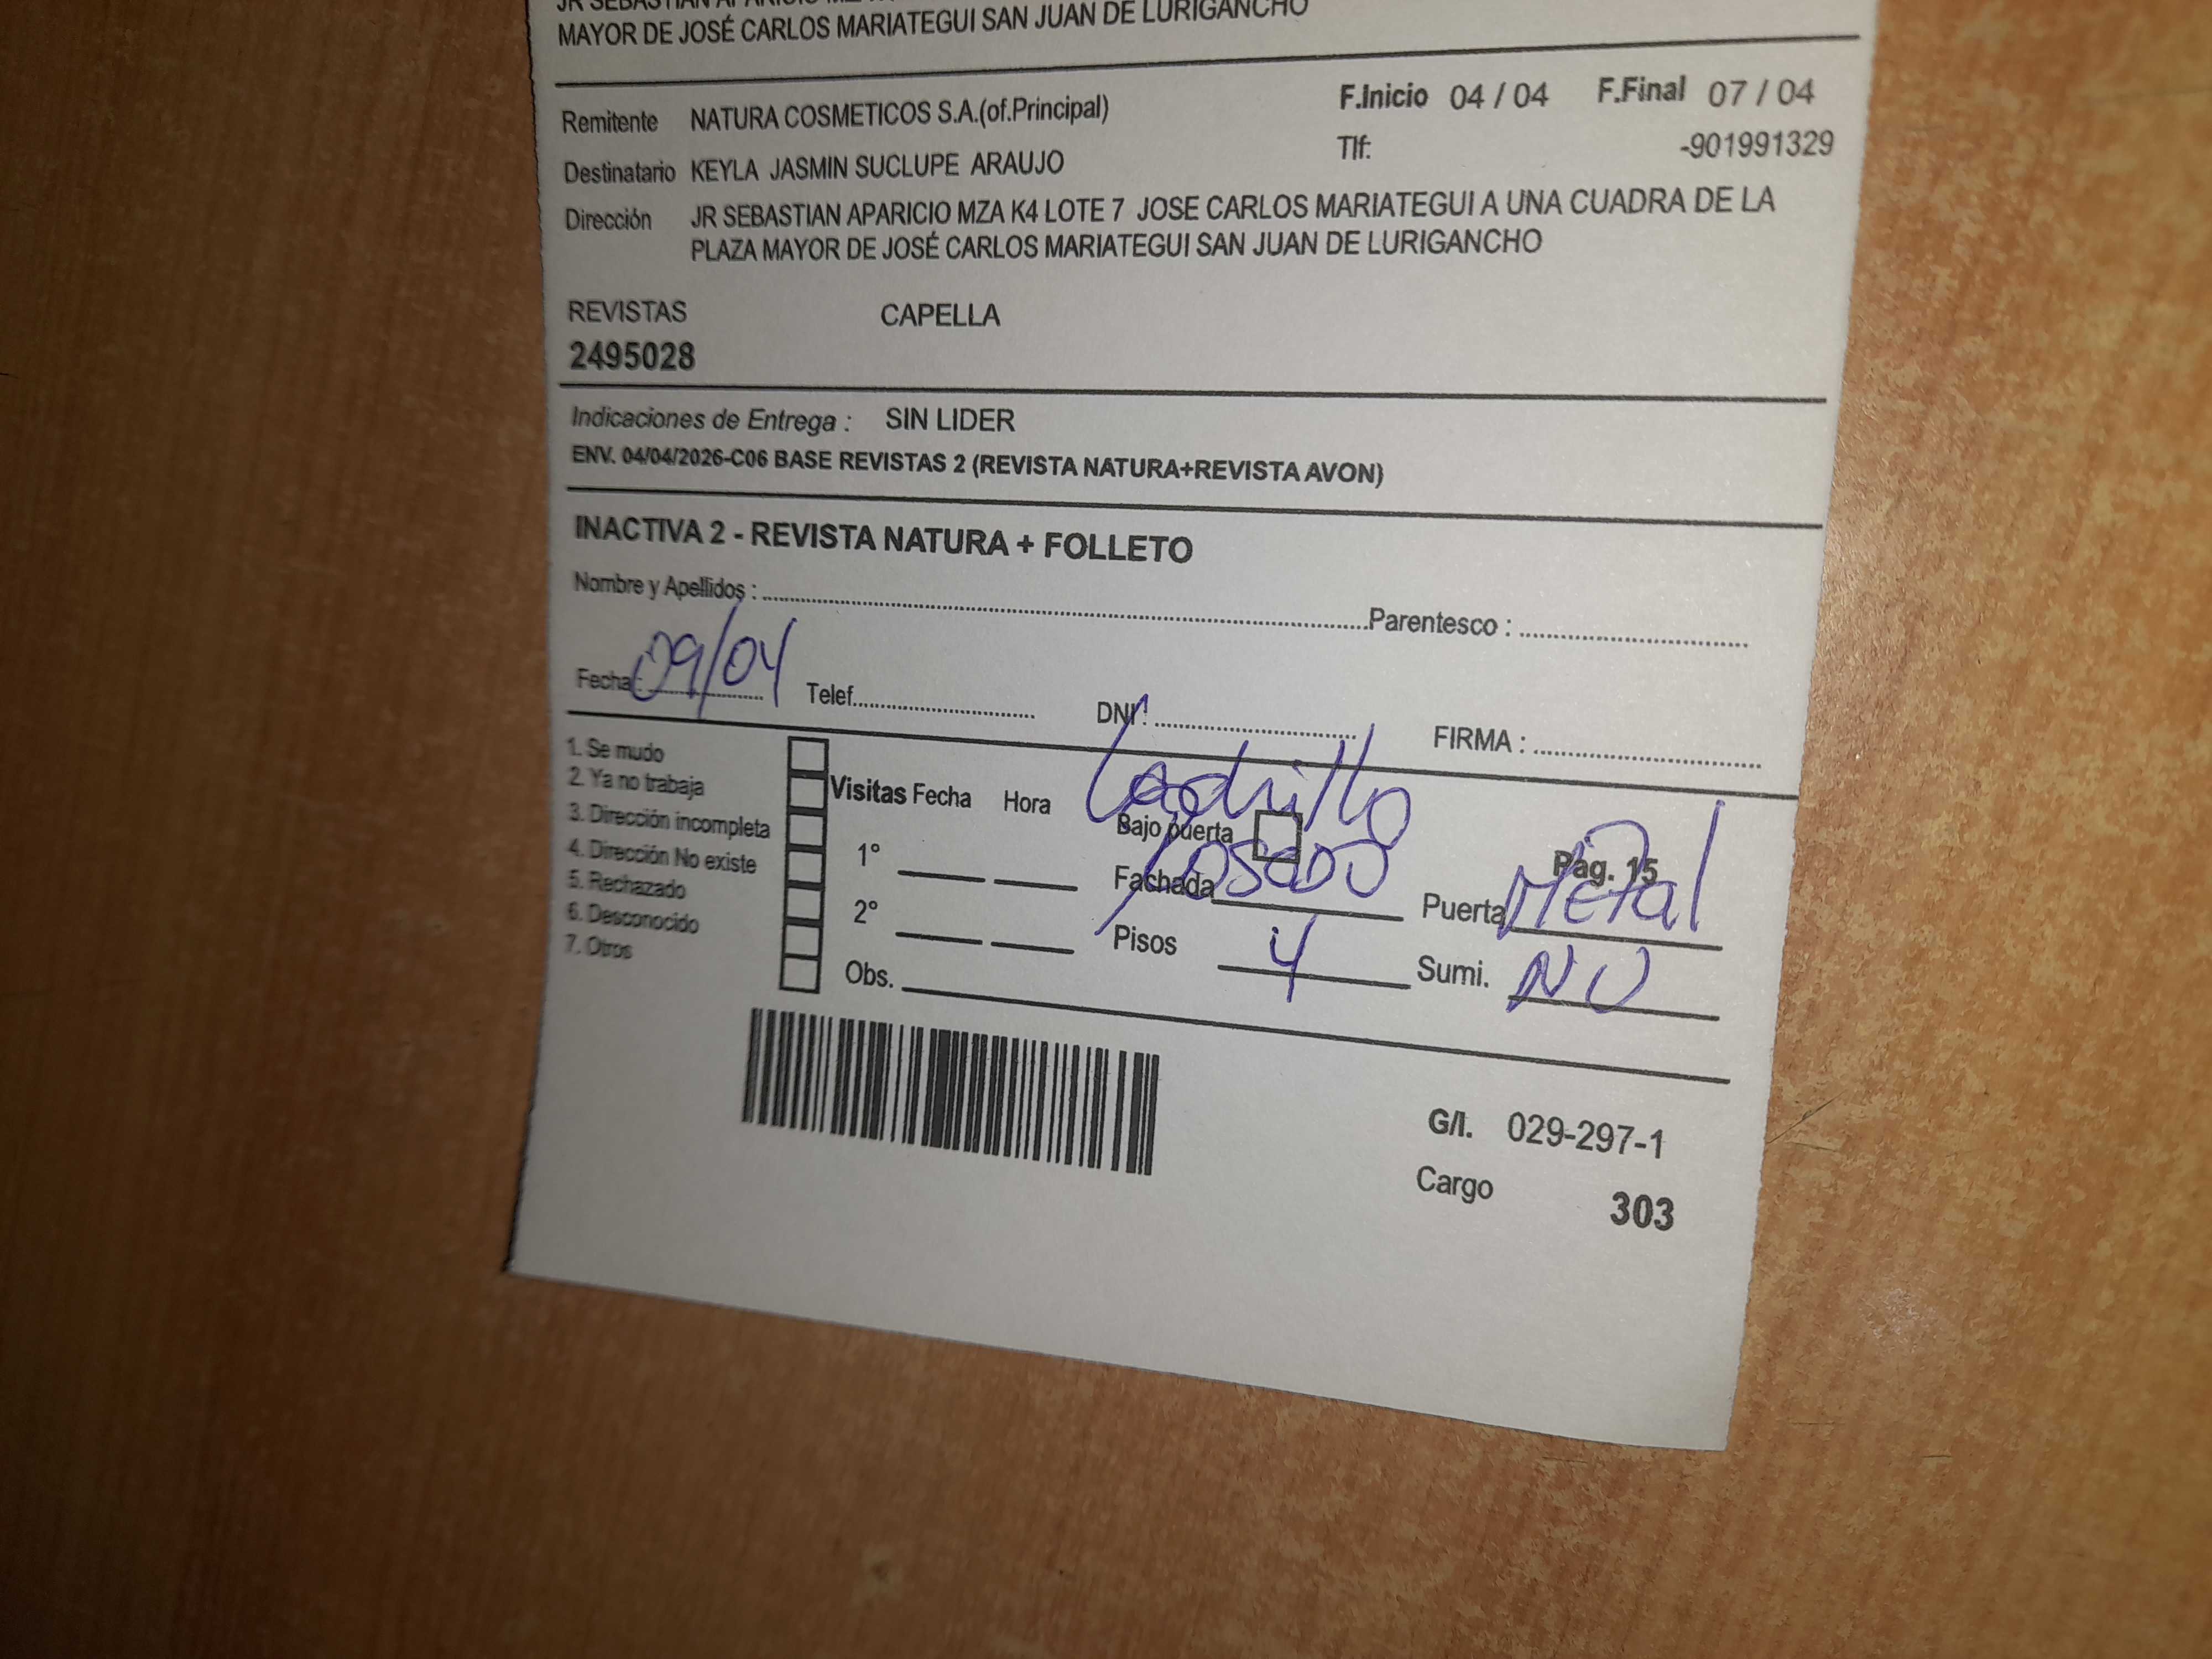 JR SEBASTIAN APARICIO
MAYOR DE JOSÉ CARLOS MARIATEGUI SAN JUAN DE LURIGANCHO
Remitente NATURA COSMETICOS S.A.(of.Principal) F.Inicio 04 / 04 F.Final 07 / 04
Destinatario KEYLA JASMIN SUCLUPE ARAUJO Tlf: -901991329
Dirección JR SEBASTIAN APARICIO MZA K4 LOTE 7 JOSE CARLOS MARIATEGUI A UNA CUADRA DE LA
PLAZA MAYOR DE JOSÉ CARLOS MARIATEGUI SAN JUAN DE LURIGANCHO
REVISTAS CAPELLA
2495028
Indicaciones de Entrega : SIN LIDER
ENV. 04/04/2026-C06 BASE REVISTAS 2 (REVISTA NATURA+REVISTA AVON)
INACTIVA 2 - REVISTA NATURA + FOLLETO
Nombre y Apellidos : Parentesco :
Fecha : 09/04 Telef. DNI : FIRMA :
1. Se mudo
2. Ya no trabaja
3. Dirección incompleta
4. Dirección No existe
5. Rechazado
6. Desconocido
7. Otros
Visitas Fecha Hora Ladrillo
Bajo puerta Pag. 15
1° Fachada Puerta Metal
2° Pisos 4 Sumi. NO
Obs.
G/I. 029-297-1
Cargo 303